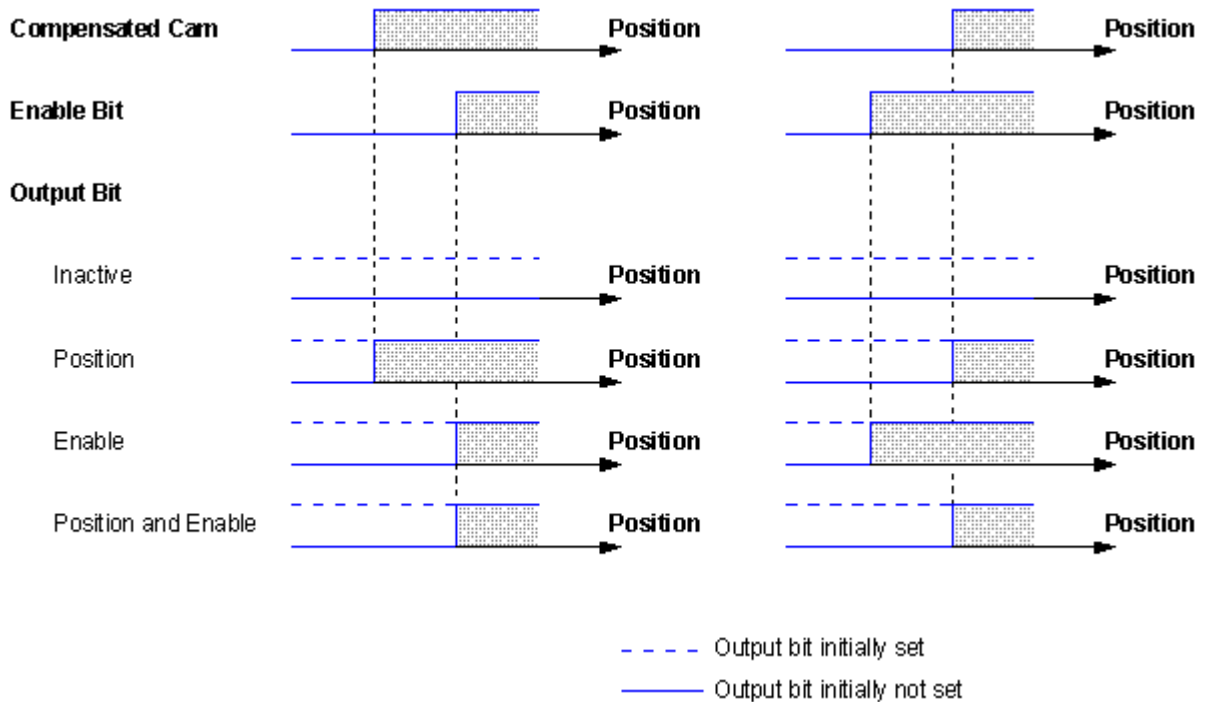 Compensated Cam Position Position
Enable Bit Position Position
Output Bit
Inactive Position Position
Position Position Position
Enable Position Position
Position and Enable Position Position
Output bit initially set
Output bit initially not set